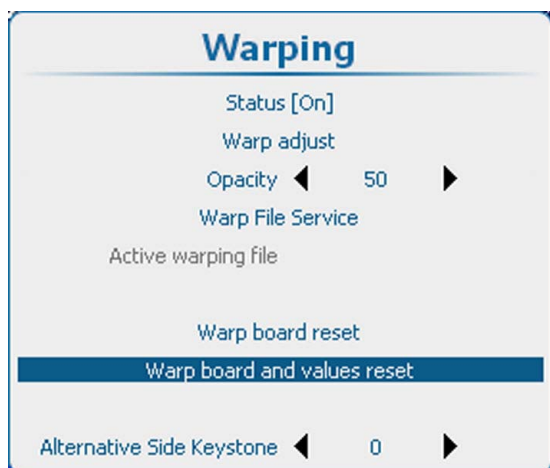 Warping
Status [On]
Warp adjust
Opacity 50
Warp File Service
Active warping file
Warp board reset
Warp board and values reset
Alternative Side Keystone 0